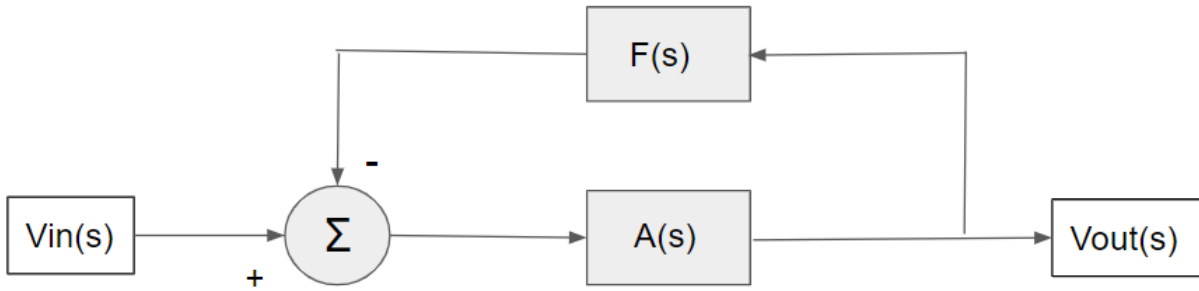 F(s)
-
Vin(s)
+
Σ
A(s)
Vout(s)